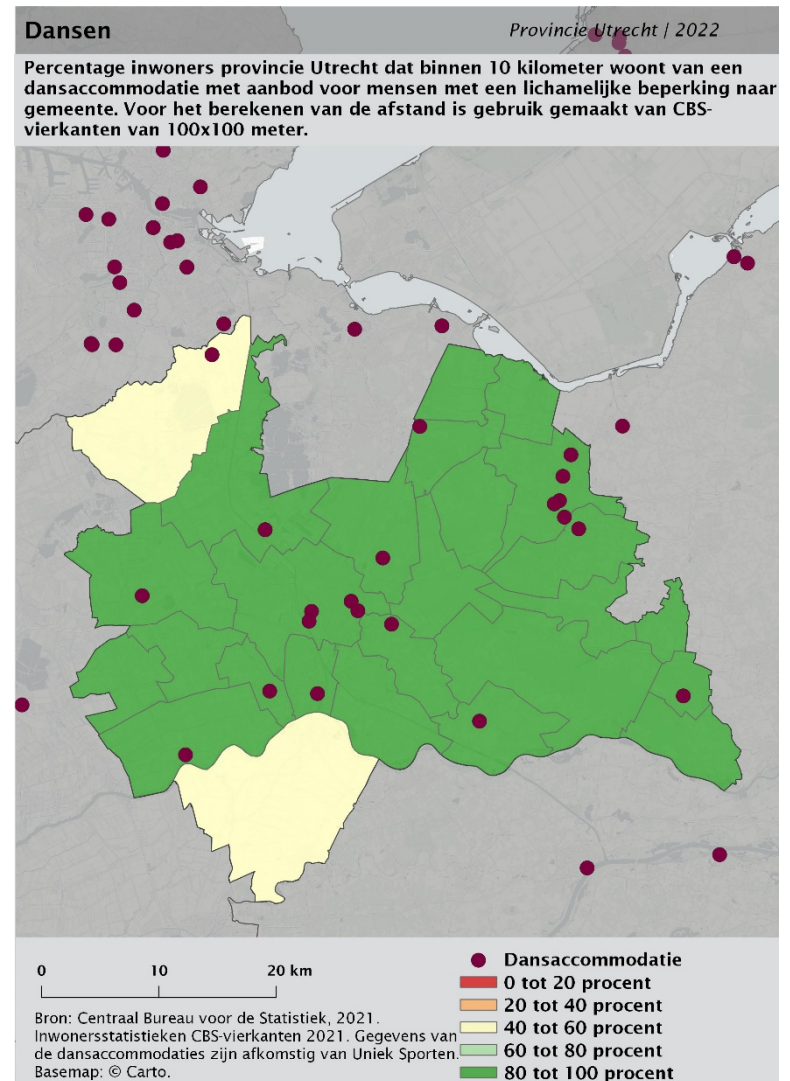 Dansen
Provincie Utrecht / 2022
Percentage inwoners provincie Utrecht dat binnen 10 kilometer woont van een
dansaccommodatie met aanbod voor mensen met een lichamelijke beperking naar
gemeente. Voor het berekenen van de afstand is gebruik gemaakt van CBS-
vierkanten van 100x100 meter.
0 10 20 km
Bron: Centraal Bureau voor de Statistiek, 2021.
Inwonersstatistieken CBS-vierkanten 2021. Gegevens van
de dansaccommodaties zijn afkomstig van Uniek Sporten.
Basemap: © Carto.
Dansaccommodatie
0 tot 20 procent
20 tot 40 procent
40 tot 60 procent
60 tot 80 procent
80 tot 100 procent